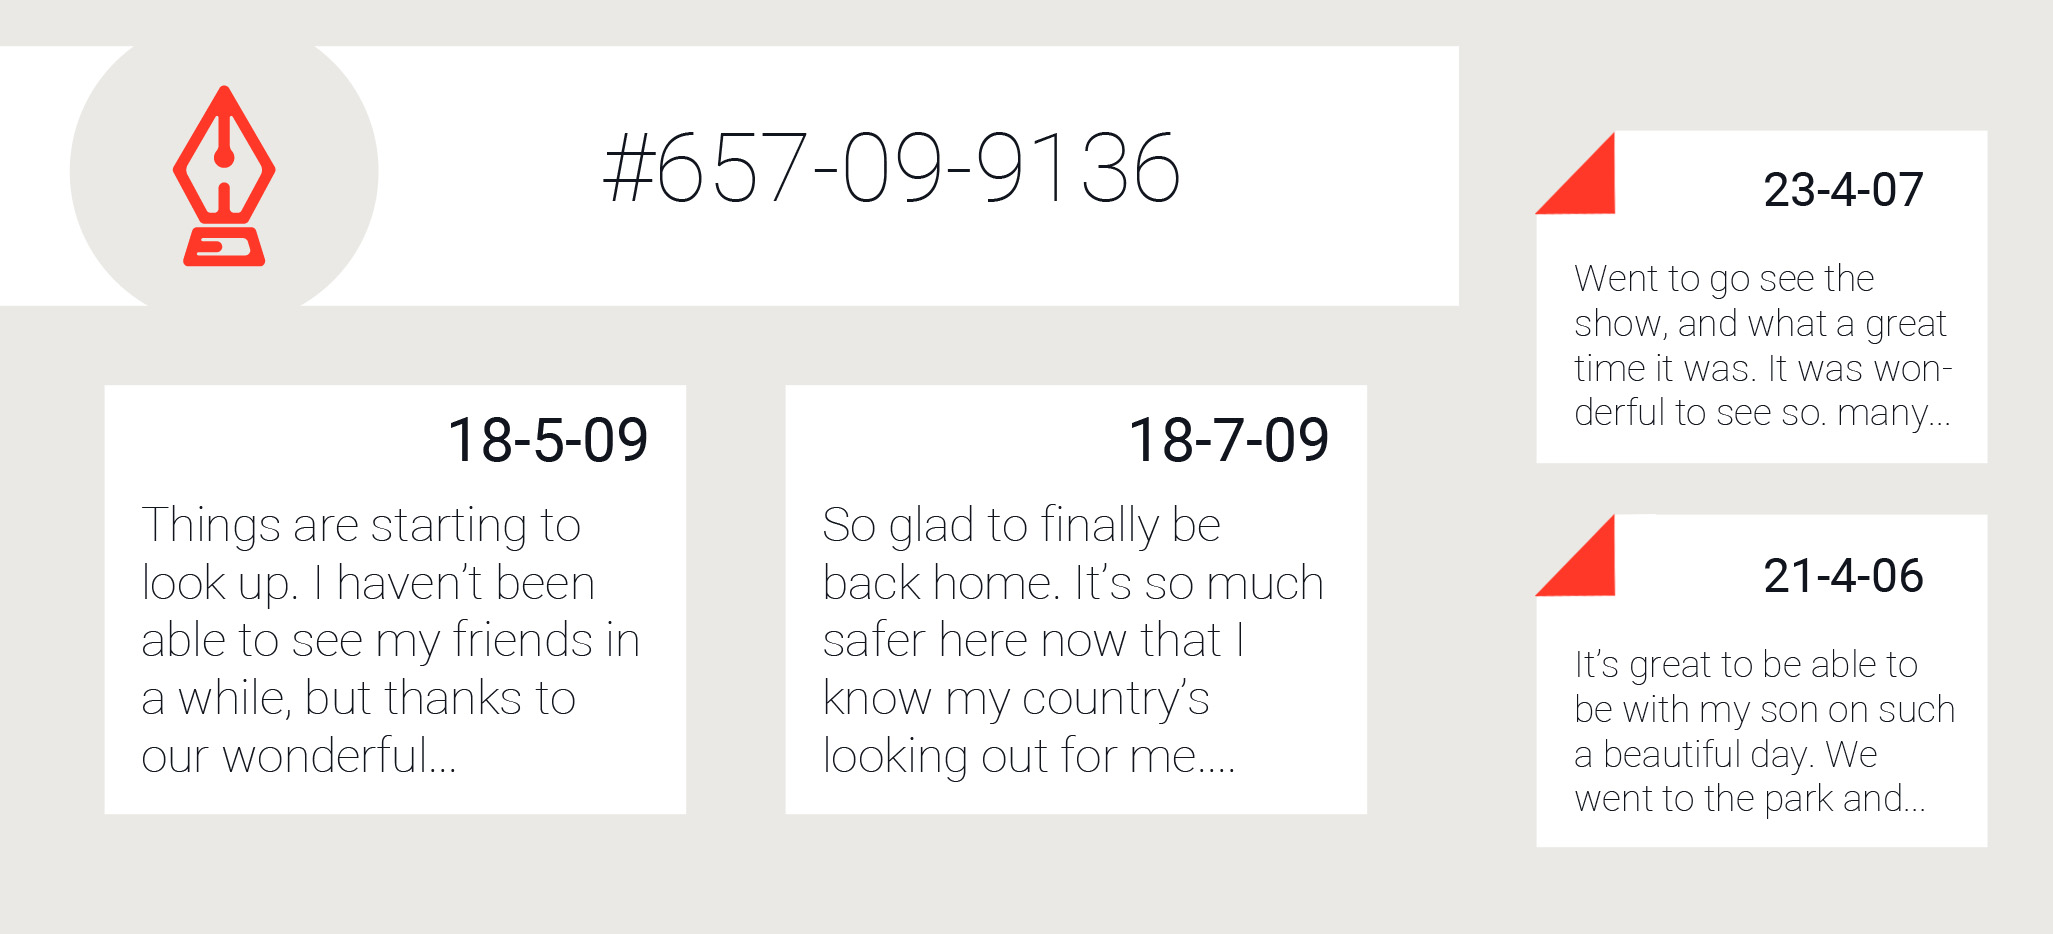 #657-09-9136
18-5-09
Things are starting to
look up. I haven’t been
able to see my friends in
a while, but thanks to
our wonderful...
18-7-09
So glad to finally be
back home. It’s so much
safer here now that I
know my country’s
looking out for me....
23-4-07
Went to go see the
show, and what a great
time it was. It was won-
derful to see so. many...
21-4-06
It’s great to be able to
be with my son on such
a beautiful day. We
went to the park and...